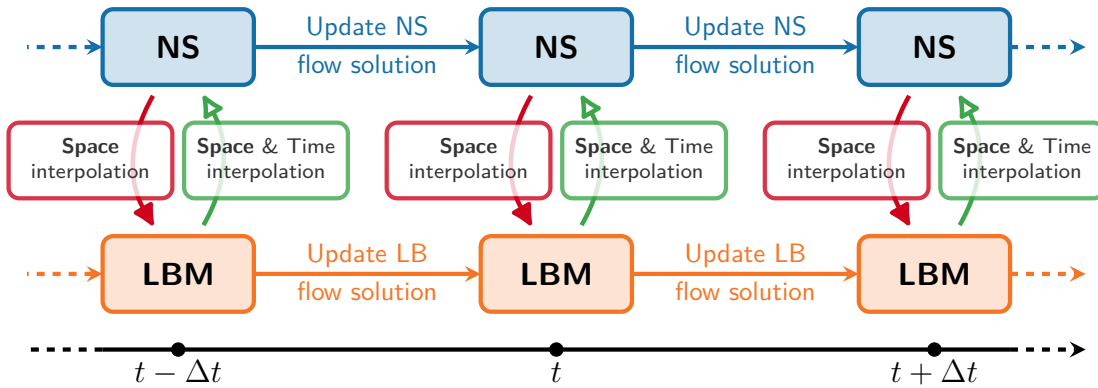 NS
Update NS
flow solution
NS
Update NS
flow solution
NS
Space
interpolation
Space & Time
interpolation
Space
interpolation
Space & Time
interpolation
Space
interpolation
Space & Time
interpolation
LBM
Update LB
flow solution
LBM
Update LB
flow solution
LBM
t − Δt
t
t + Δt